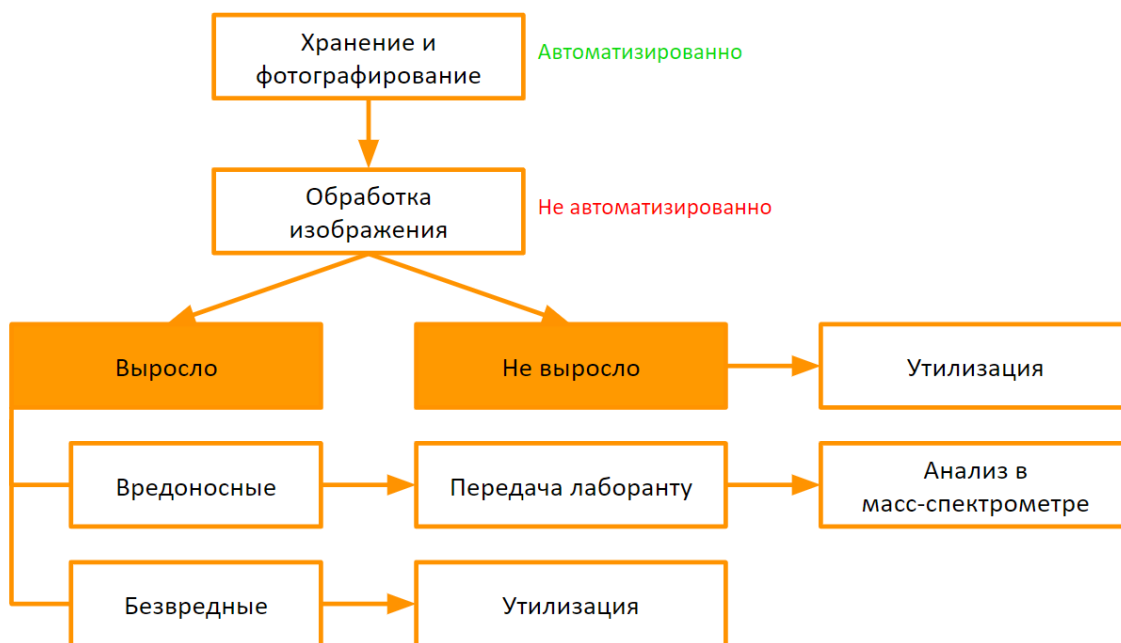 Хранение и
фотографирование
Автоматизированно
Обработка
изображения
Не автоматизированно
Выросло
Не выросло
Утилизация
Вредоносные
Передача лаборанту
Анализ в
масс-спектрометре
Безвредные
Утилизация